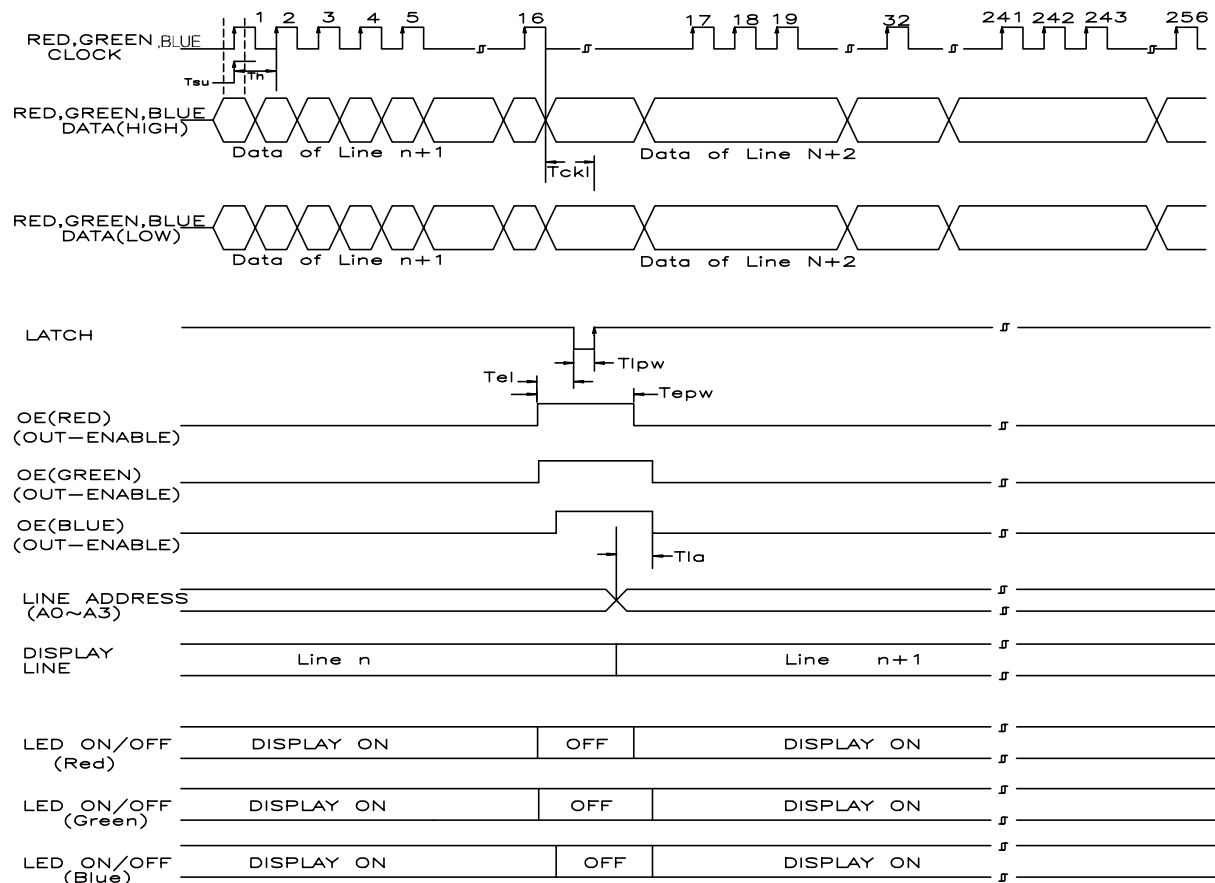 1 2 3 4 5 16 17 18 19 32 241 242 243 256
RED,GREEN,BLUE
CLOCK
Tsu Th
RED,GREEN,BLUE
DATA(HIGH)
Data of Line n+1 Data of Line N+2
Tckl
RED,GREEN,BLUE
DATA(LOW)
Data of Line n+1 Data of Line N+2
LATCH
Tlpw
Tel Tepw
OE(RED)
(OUT-ENABLE)
OE(GREEN)
(OUT-ENABLE)
OE(BLUE)
(OUT-ENABLE)
Tla
LINE ADDRESS
(A0~A3)
DISPLAY
LINE
Line n Line n+1
LED ON/OFF
(Red)
DISPLAY ON OFF DISPLAY ON
LED ON/OFF
(Green)
DISPLAY ON OFF DISPLAY ON
LED ON/OFF
(Blue)
DISPLAY ON OFF DISPLAY ON